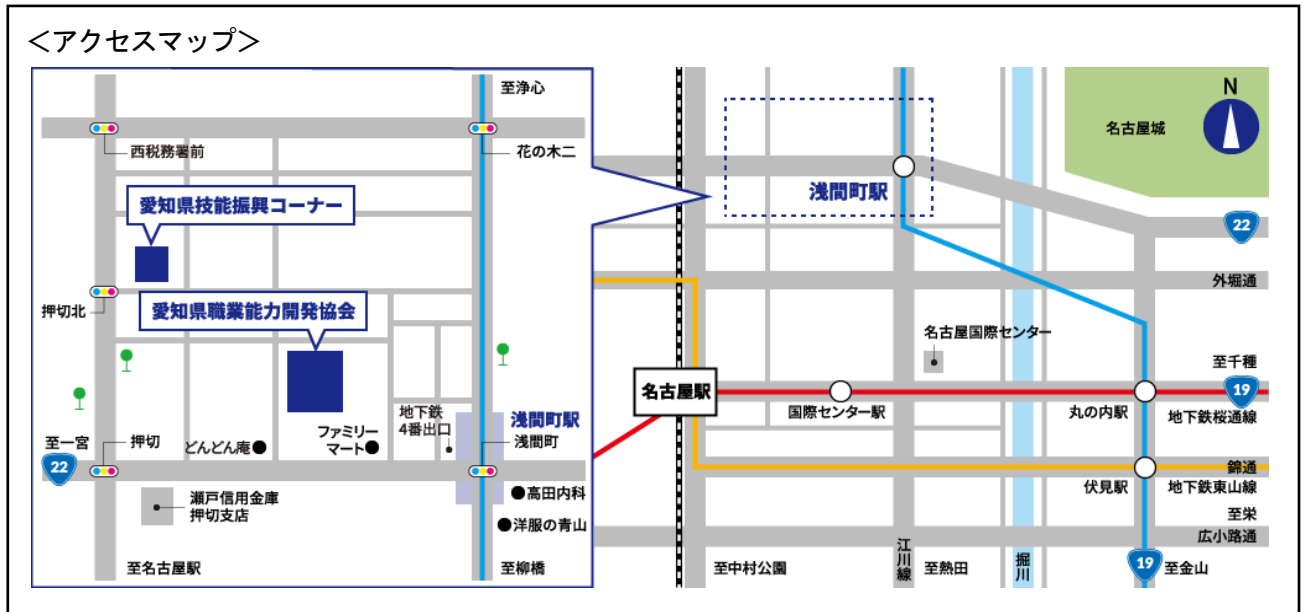 ＜アクセスマップ＞
至浄心
西税務署前
花の木二
愛知県技能振興コーナー
押切北
愛知県職業能力開発協会
地下鉄
4番出口
浅間町駅
至一宮
押切
どんどん庵
ファミリー
マート
浅間町
22
瀬戸信用金庫
押切支店
高田内科
洋服の青山
至名古屋駅
至柳橋
N
名古屋城
浅間町駅
22
外堀通
名古屋国際センター
至千種
名古屋駅
19
国際センター駅
丸の内駅
地下鉄桜通線
錦通
伏見駅
地下鉄東山線
至栄
広小路通
至中村公園
江川線
至熱田
堀川
19
至金山